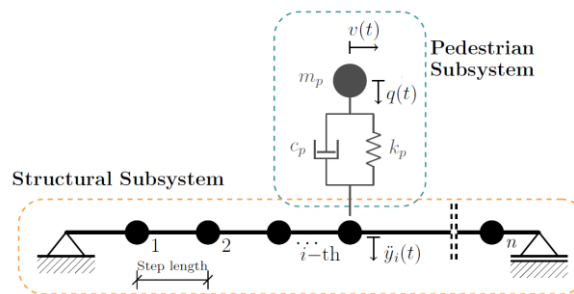 v(t)
Pedestrian
Subsystem
m_p
q(t)
c_p
k_p
Structural Subsystem
1
2
...
i−th
ÿ_i(t)
n
Step length